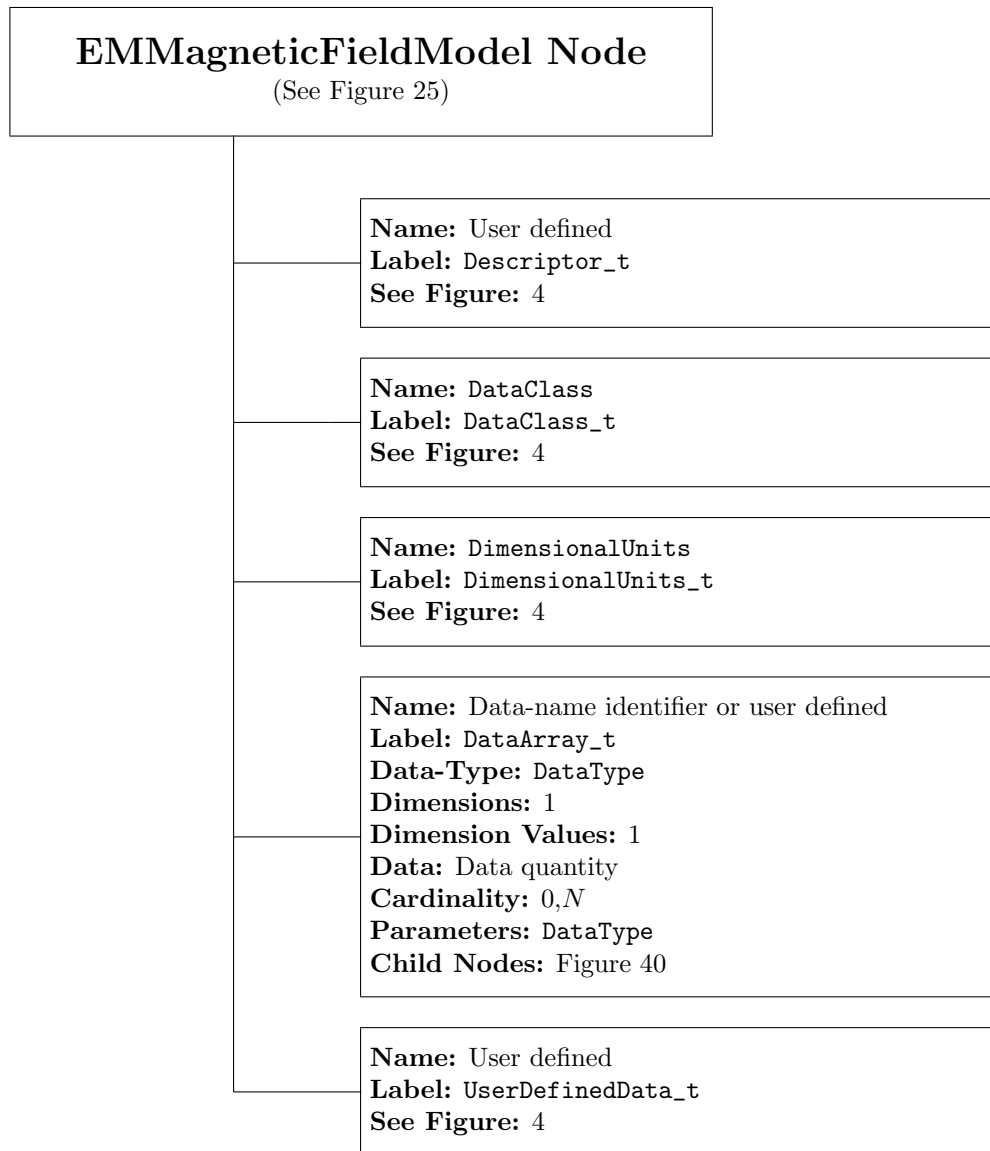 EMMagneticFieldModel Node
(See Figure 25)
Name: User defined
Label: Descriptor_t
See Figure: 4
Name: DataClass
Label: DataClass_t
See Figure: 4
Name: DimensionalUnits
Label: DimensionalUnits_t
See Figure: 4
Name: Data-name identifier or user defined
Label: DataArray_t
Data-Type: DataType
Dimensions: 1
Dimension Values: 1
Data: Data quantity
Cardinality: 0,N
Parameters: DataType
Child Nodes: Figure 40
Name: User defined
Label: UserDefinedData_t
See Figure: 4